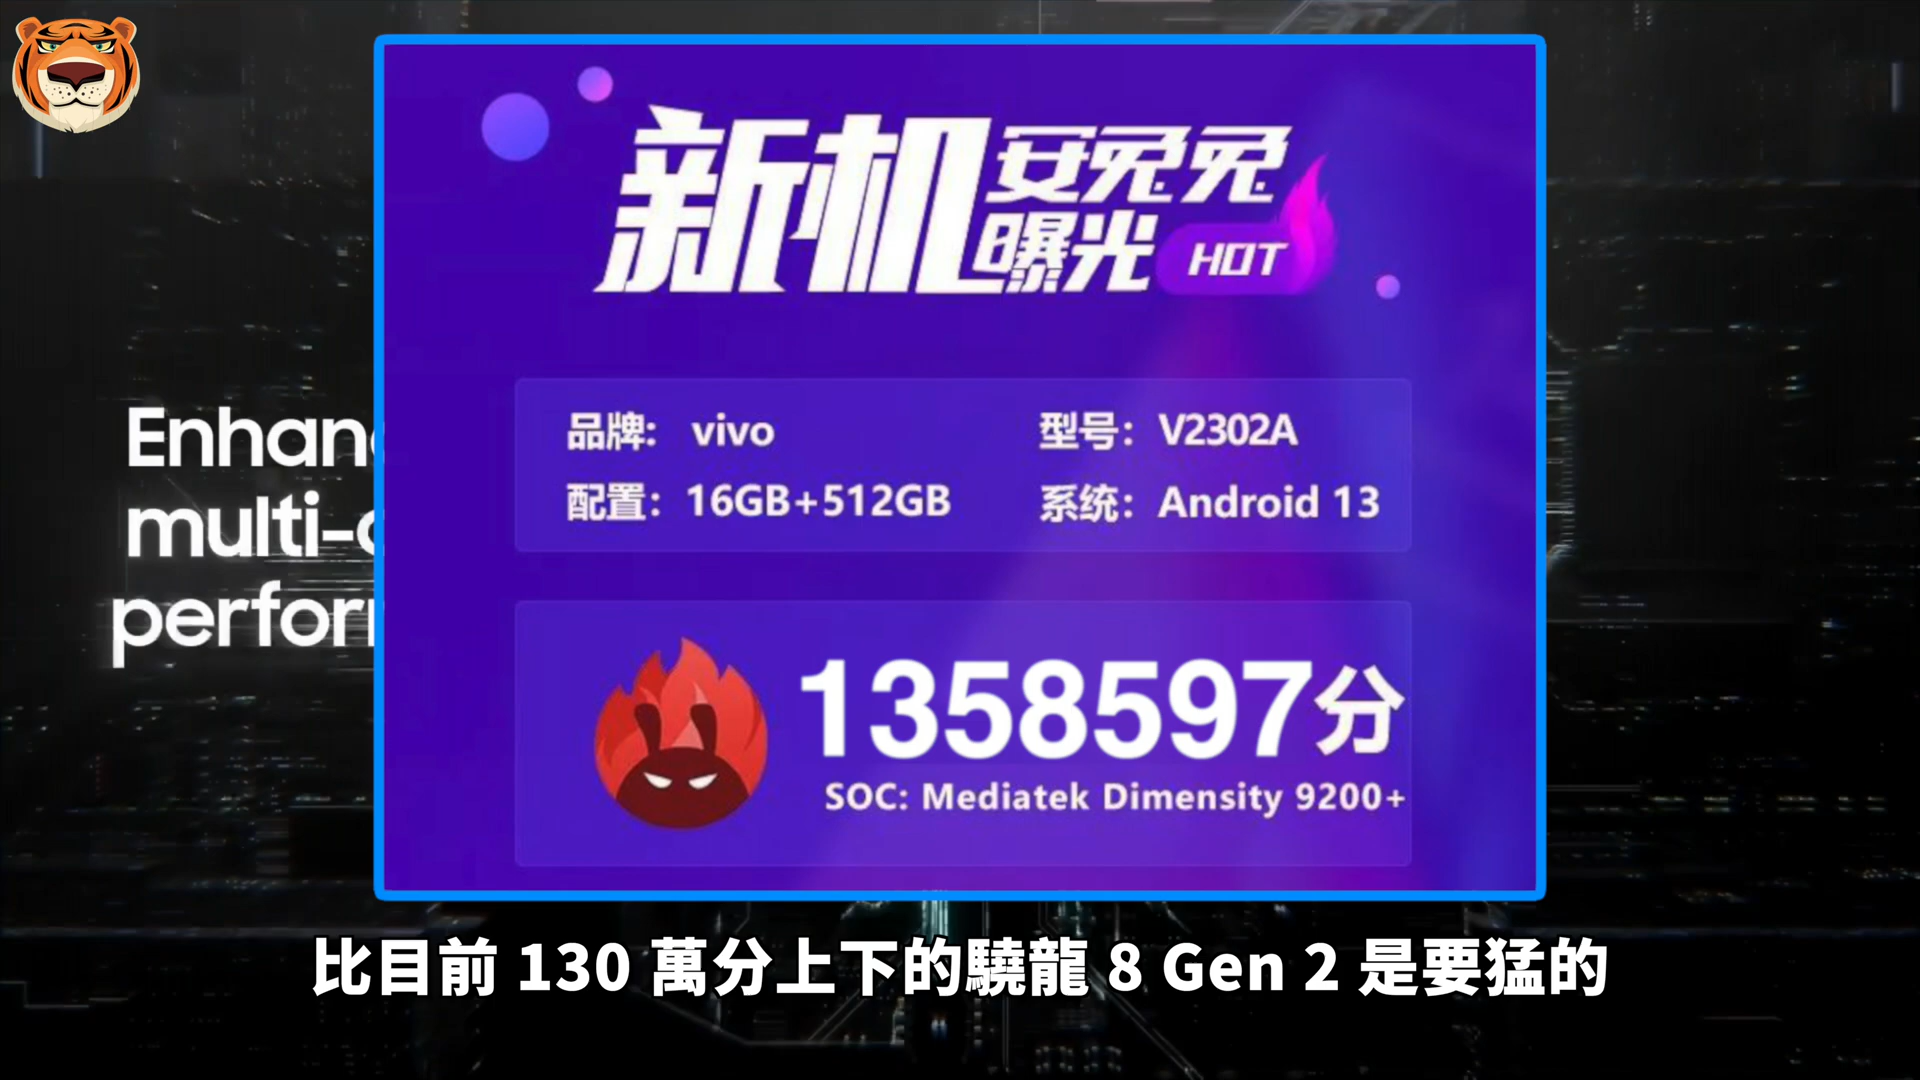 新机 安兔兔
曝光 HOT
品牌: vivo
型号: V2302A
配置: 16GB+512GB
系统: Android 13
1358597分
SOC: Mediatek Dimensity 9200+
Enhanc
multi-c
perfor
比目前 130 萬分上下的驍龍 8 Gen 2 是要猛的